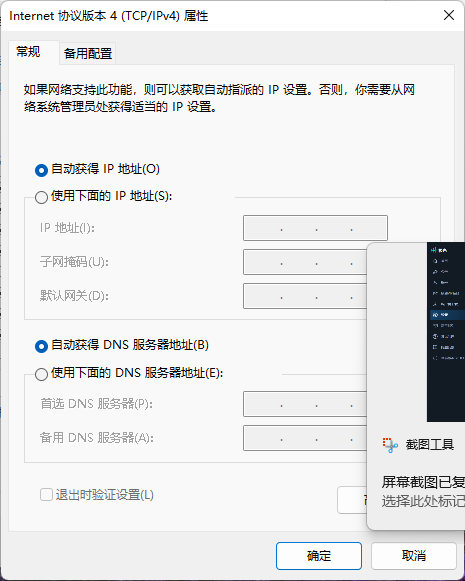 Internet 协议版本 4 (TCP/IPv4) 属性
常规
备用配置
如果网络支持此功能，则可以获取自动指派的 IP 设置。否则，你需要从网
络系统管理员处获得适当的 IP 设置。
自动获得 IP 地址(O)
使用下面的 IP 地址(S):
IP 地址(I):
子网掩码(U):
默认网关(D):
自动获得 DNS 服务器地址(B)
使用下面的 DNS 服务器地址(E):
首选 DNS 服务器(P):
备用 DNS 服务器(A):
退出时验证设置(L)
截图工具
屏幕截图已复
选择此处标记
确定
取消